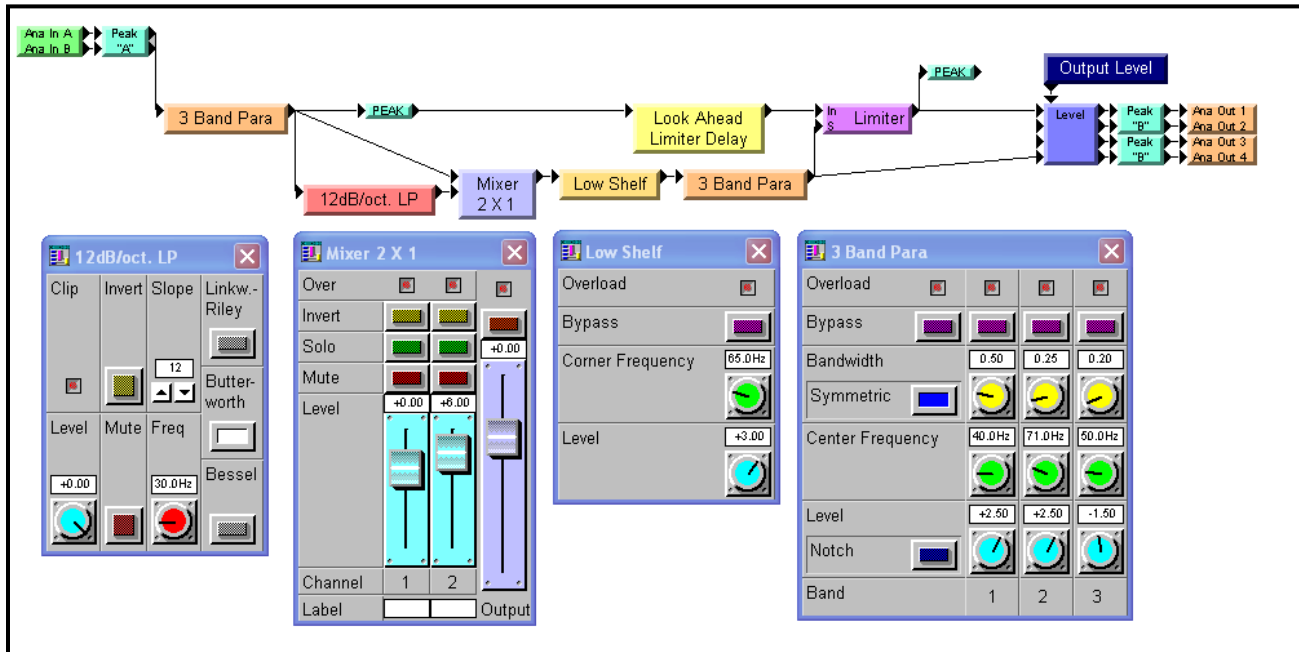 Ana In A
Ana In B
Peak
"A"
3 Band Para
PEAK
12dB/oct. LP
Mixer
2 X 1
Low Shelf
3 Band Para
Look Ahead
Limiter Delay
In
S
Limiter
PEAK
Output Level
Level
Peak
"B"
Peak
"B"
Ana Out 1
Ana Out 2
Ana Out 3
Ana Out 4
12dB/oct. LP
Clip
Invert
Slope
Linkw.-
Riley
12
Butter-
worth
Level
Mute
Freq
+0.00
30.0Hz
Bessel
Mixer 2 X 1
Over
Invert
Solo
+0.00
Mute
Level
+0.00 +6.00
Channel 1 2
Label Output
Low Shelf
Overload
Bypass
Corner Frequency 65.0Hz
Level +3.00
3 Band Para
Overload
Bypass
Bandwidth 0.50 0.25 0.20
Symmetric
Center Frequency 40.0Hz 71.0Hz 50.0Hz
Level +2.50 +2.50 -1.50
Notch
Band 1 2 3